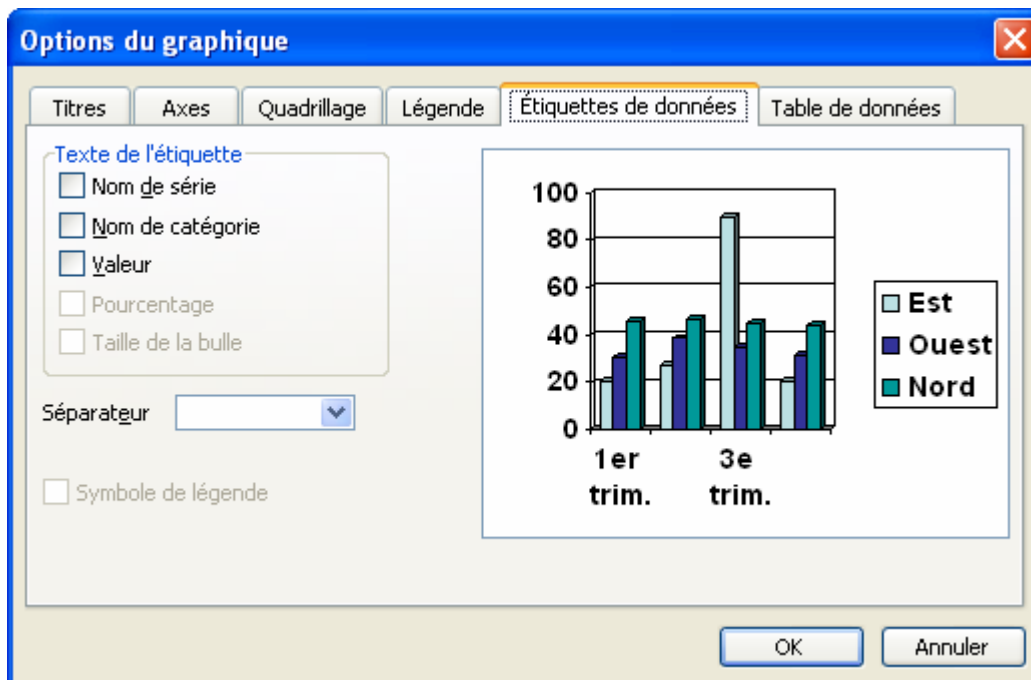 Options du graphique
Titres
Axes
Quadrillage
Légende
Étiquettes de données
Table de données
Texte de l'étiquette
Nom de série
Nom de catégorie
Valeur
Pourcentage
Taille de la bulle
Séparateur
Symbole de légende
100
80
60
40
20
0
1er
trim.
3e
trim.
Est
Ouest
Nord
OK
Annuler